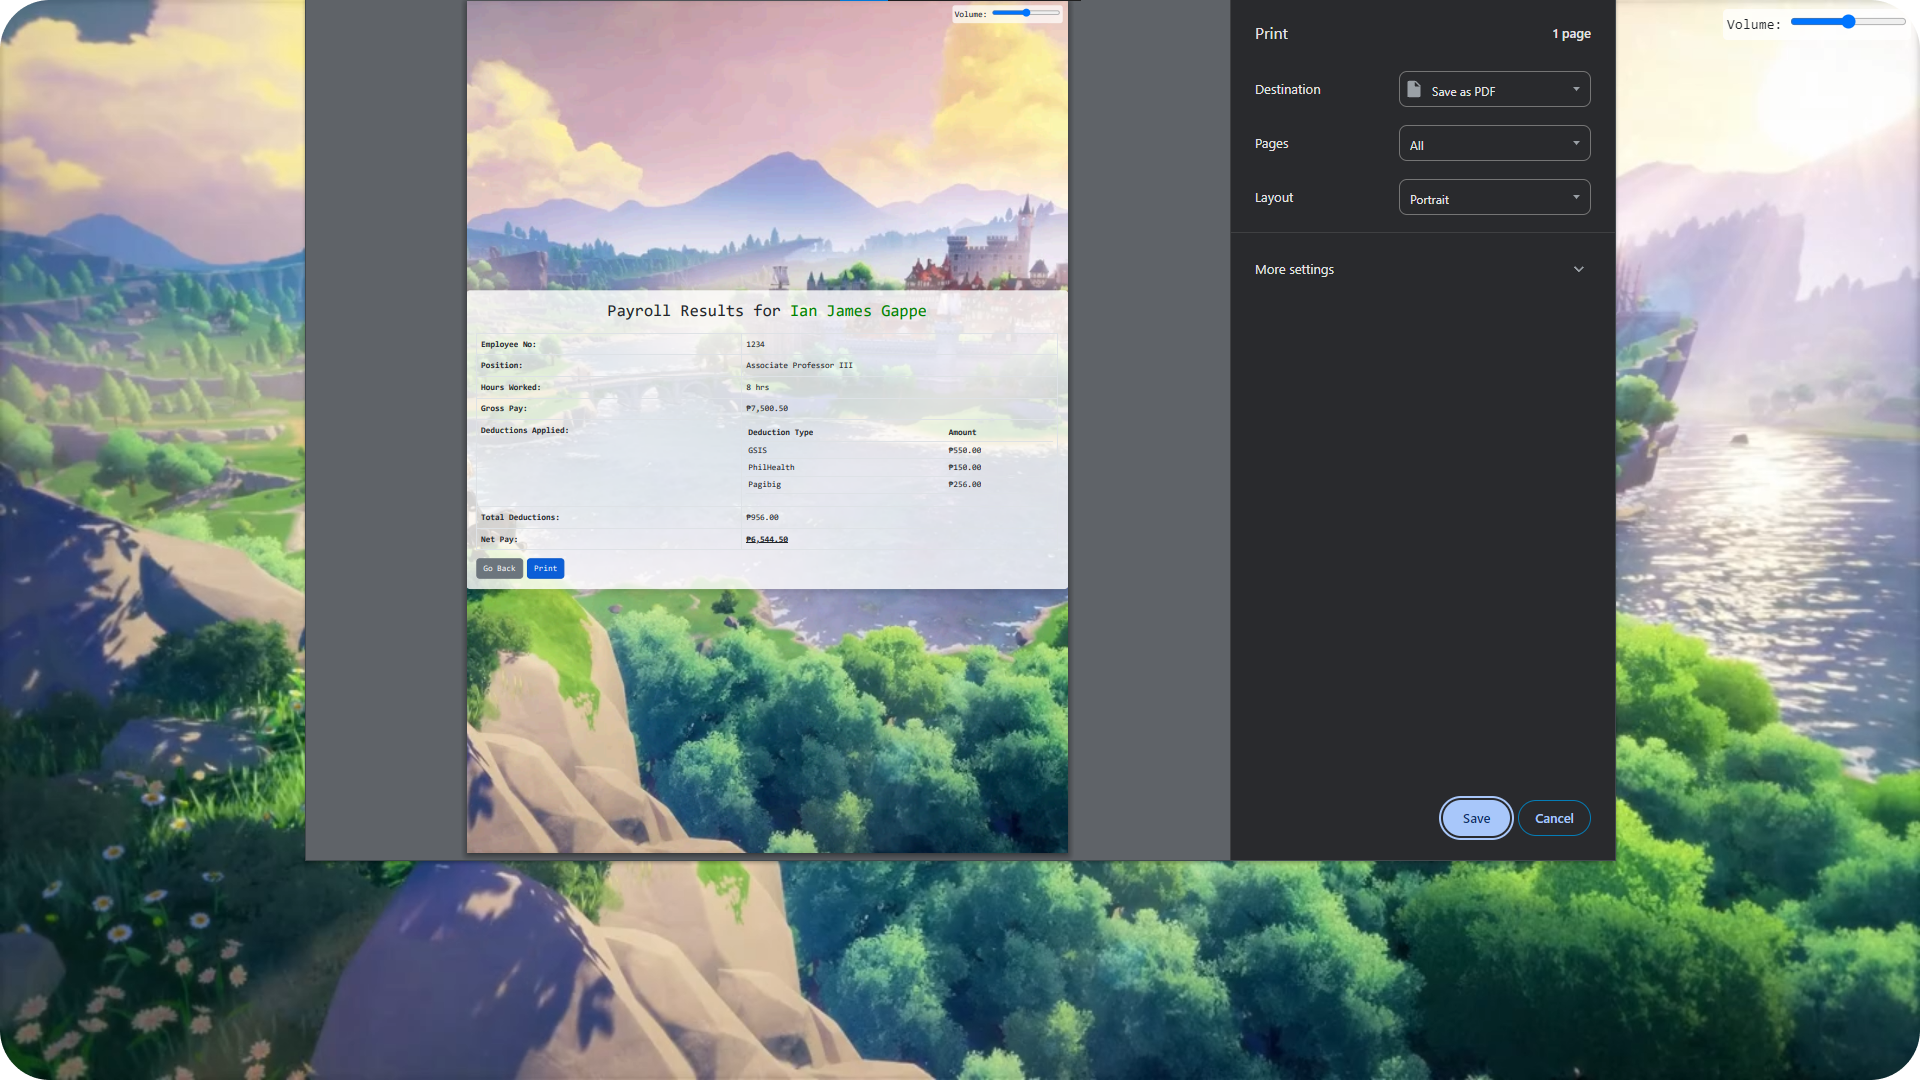 Volume:
Payroll Results for Ian James Gappe
Employee No: 1234
Position: Associate Professor III
Hours Worked: 8 hrs
Gross Pay: ₱7,500.50
Deductions Applied:
Deduction Type Amount
GSIS ₱550.00
PhilHealth ₱150.00
Pagibig ₱256.00
Total Deductions: ₱956.00
Net Pay: ₱6,544.50
Go Back Print
Print 1 page
Destination Save as PDF
Pages All
Layout Portrait
More settings
Save Cancel
Volume: